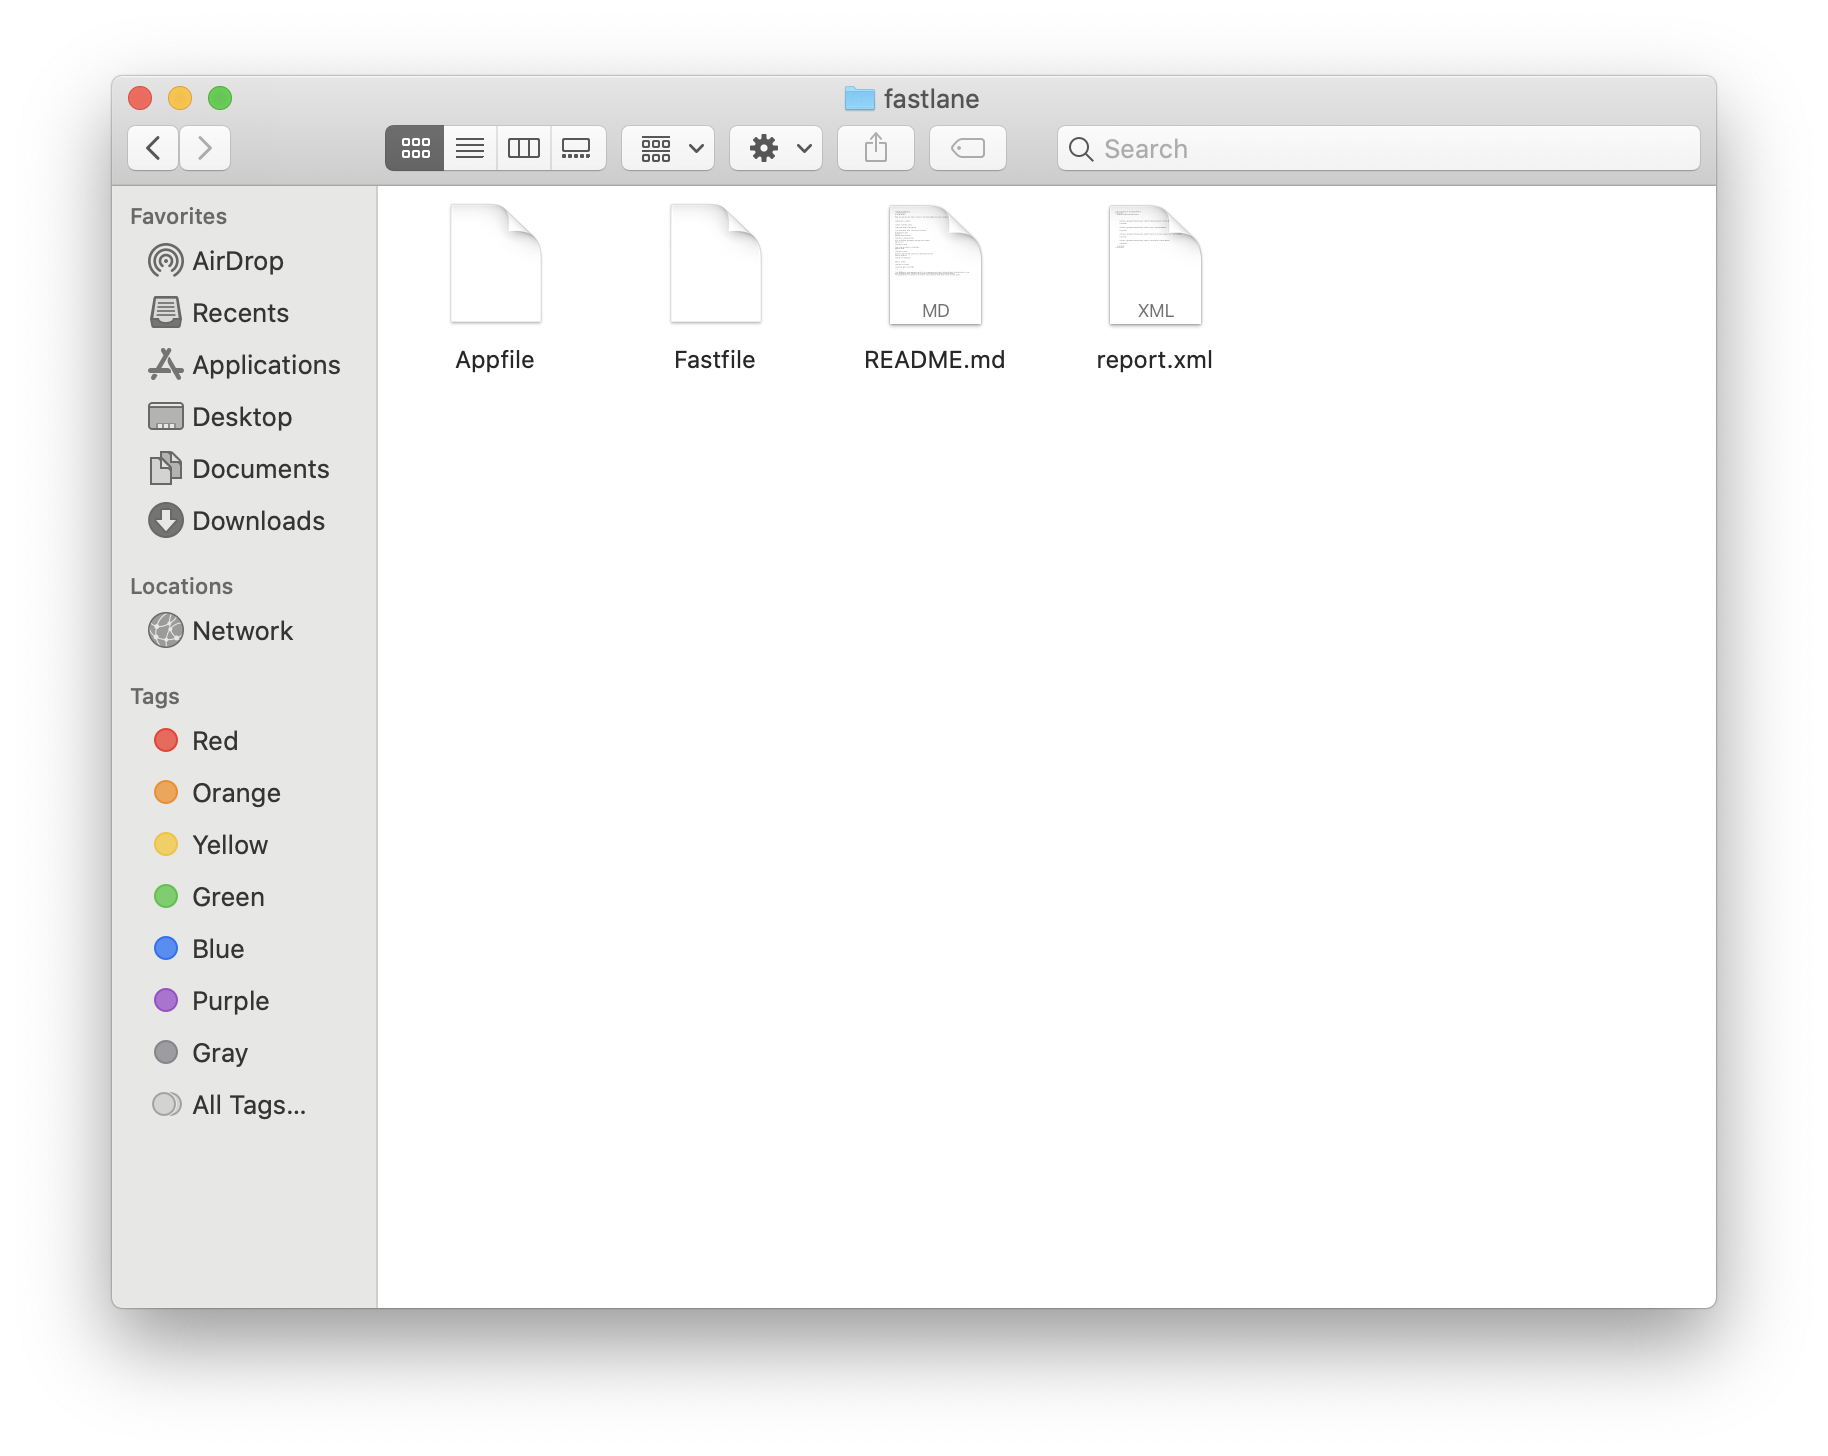 fastlane
Search
Favorites
AirDrop
Recents
Applications
Desktop
Documents
Downloads
Locations
Network
Tags
Red
Orange
Yellow
Green
Blue
Purple
Gray
All Tags...
MD
XML
Appfile
Fastfile
README.md
report.xml